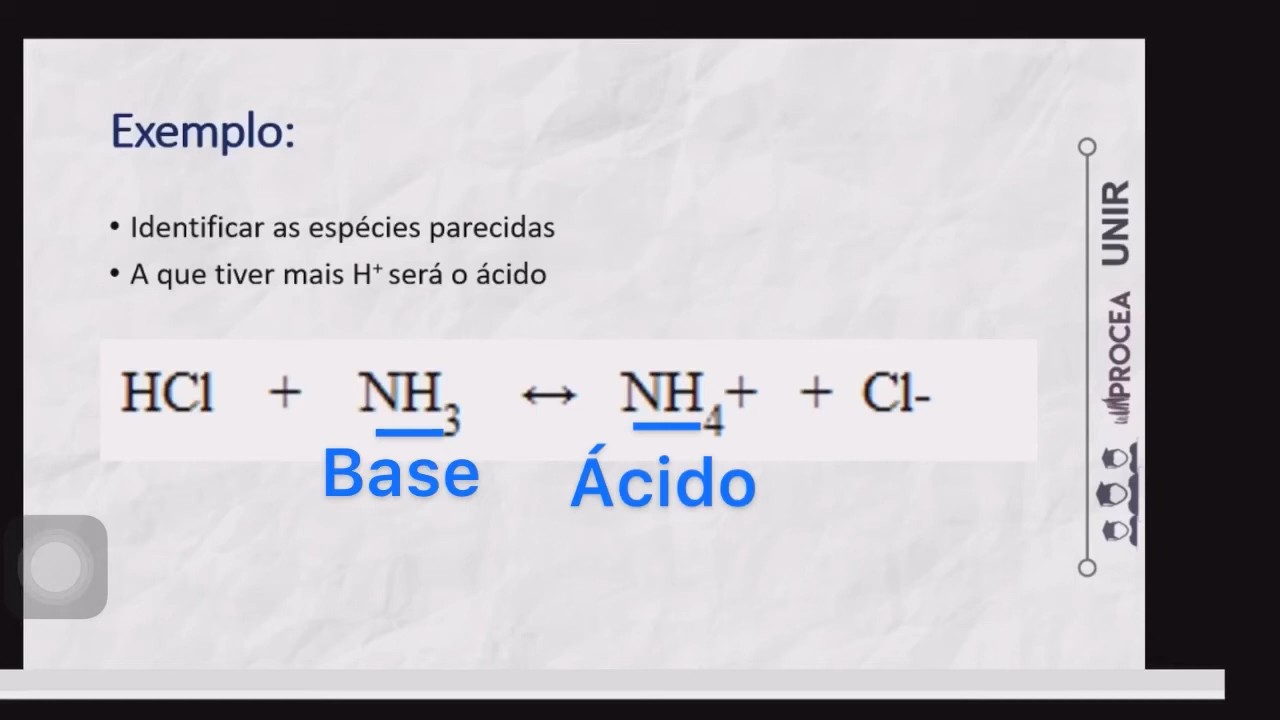 Exemplo:
• Identificar as espécies parecidas
• A que tiver mais H⁺ será o ácido
HCl + NH₃ ↔ NH₄+ + Cl-
Base Ácido
UNIR
PROCEA